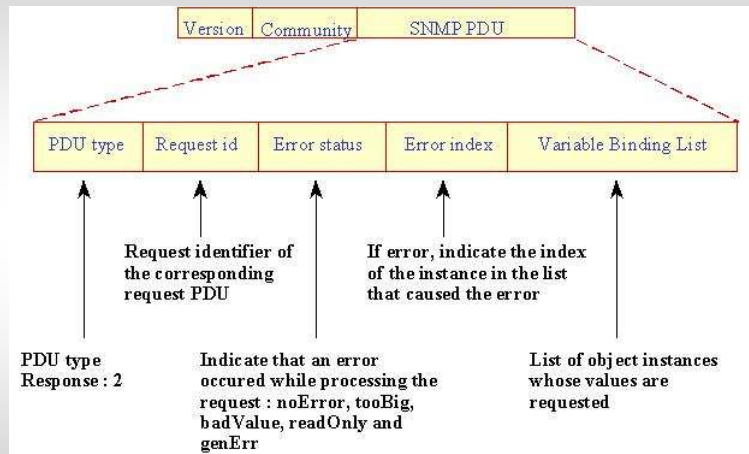 Version Community SNMP PDU
PDU type Request id Error status Error index Variable Binding List
Request identifier of
the corresponding
request PDU
If error, indicate the index
of the instance in the list
that caused the error
PDU type
Response : 2
Indicate that an error
occured while processing the
request : noError, tooBig,
badValue, readOnly and
genErr
List of object instances
whose values are
requested